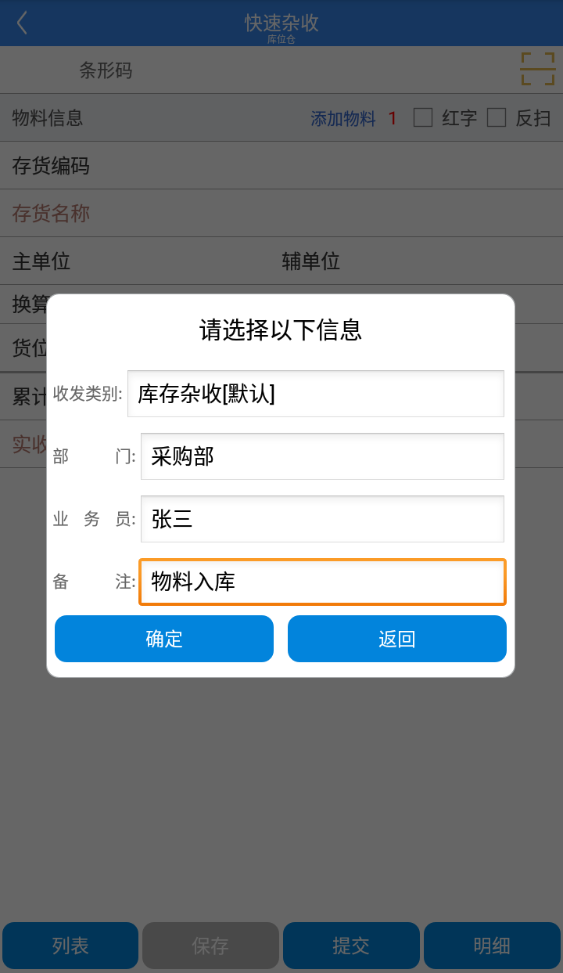 快速杂收
库位仓
条形码
物料信息 添加物料 1 红字 反扫
存货编码
存货名称
主单位 辅单位
换算
货位
累计
实收
请选择以下信息
收发类别: 库存杂收[默认]
部 门: 采购部
业 务 员: 张三
备 注: 物料入库
确定 返回
列表 保存 提交 明细